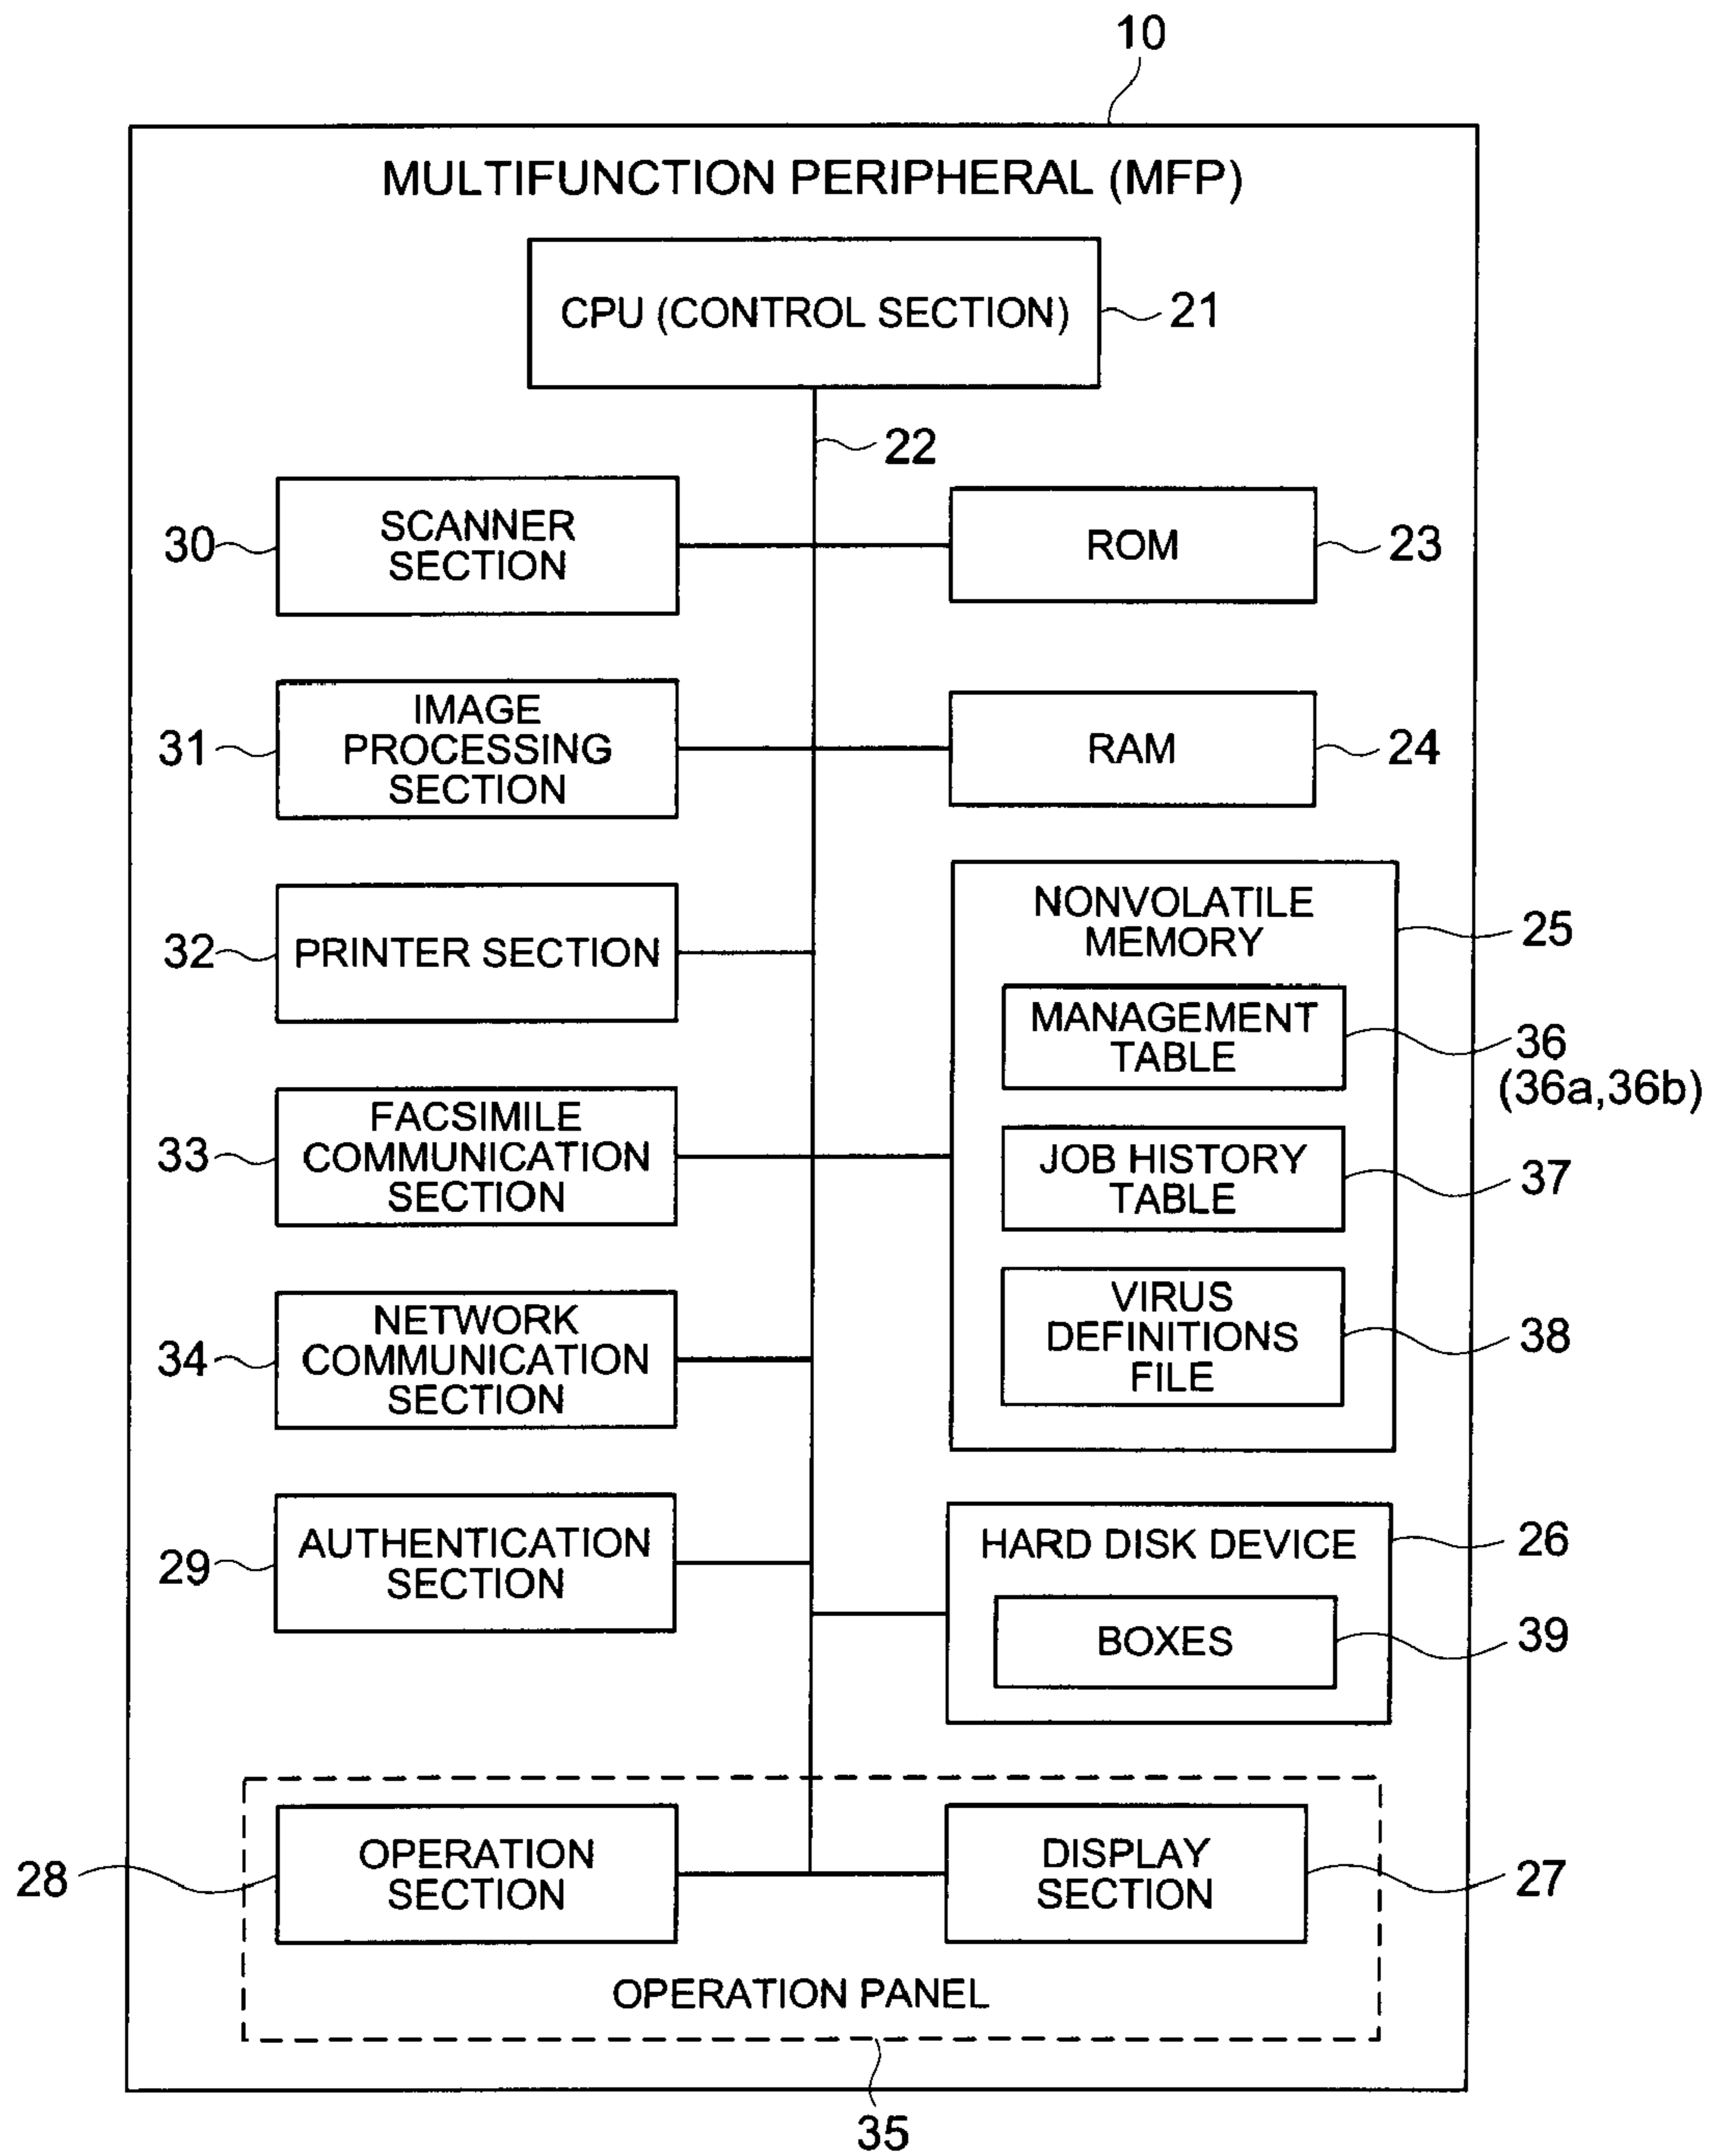 10
MULTIFUNCTION PERIPHERAL (MFP)
CPU (CONTROL SECTION)
21
22
30
SCANNER
SECTION
ROM
23
31
IMAGE
PROCESSING
SECTION
RAM
24
32
PRINTER SECTION
NONVOLATILE
MEMORY
25
MANAGEMENT
TABLE
36
(36a,36b)
33
FACSIMILE
COMMUNICATION
SECTION
JOB HISTORY
TABLE
37
34
NETWORK
COMMUNICATION
SECTION
VIRUS
DEFINITIONS
FILE
38
29
AUTHENTICATION
SECTION
HARD DISK DEVICE
26
BOXES
39
28
OPERATION
SECTION
DISPLAY
SECTION
27
OPERATION PANEL
35